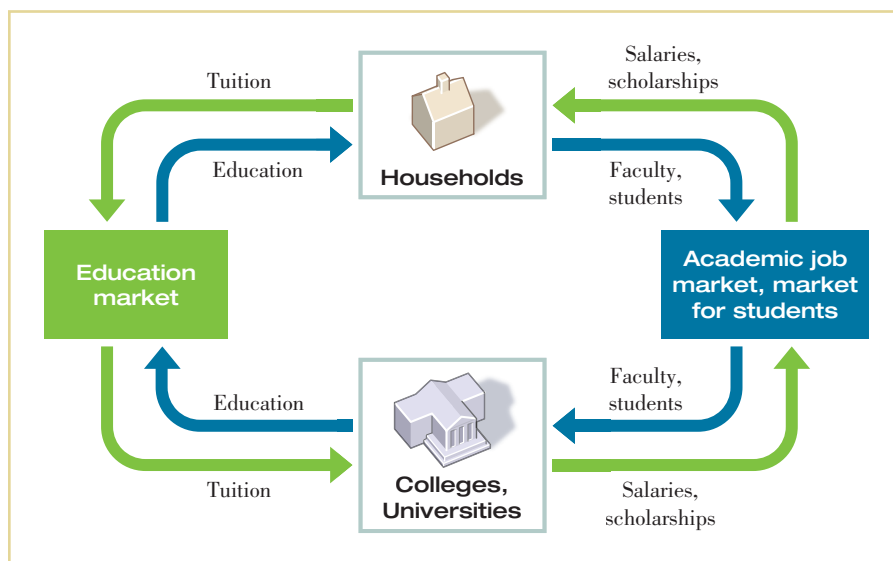 Tuition
Salaries,
scholarships
Education
Households
Faculty,
students
Education
market
Academic job
market, market
for students
Education
Faculty,
students
Tuition
Colleges,
Universities
Salaries,
scholarships